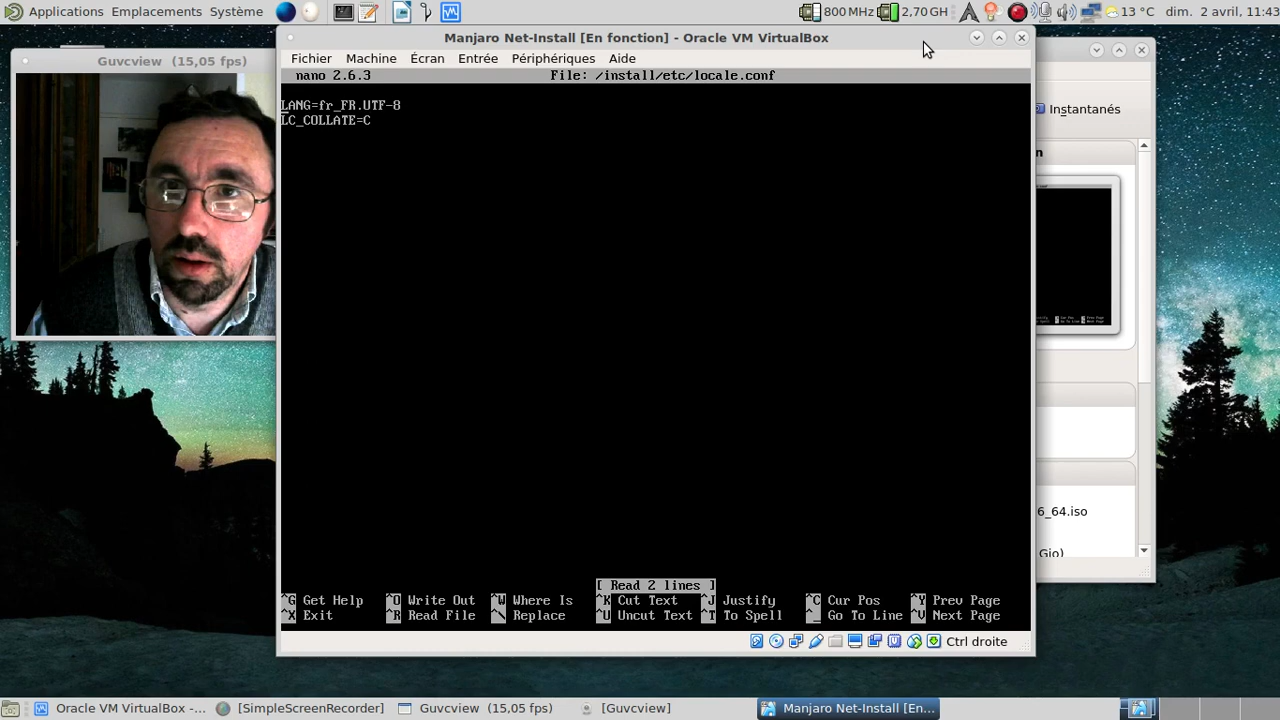 Applications Emplacements Système 800 MHz 2,70 GH 13 °C dim. 2 avril, 11:43
Manjaro Net-Install [En fonction] - Oracle VM VirtualBox
Guvcview (15,05 fps)
Fichier Machine Écran Entrée Périphériques Aide
nano 2.6.3 File: /install/etc/locale.conf
LANG=fr_FR.UTF-8
LC_COLLATE=C
Instantanés
n
6_64.iso
Gio)
[ Read 2 lines ]
^G Get Help ^O Write Out ^W Where Is ^K Cut Text ^J Justify ^C Cur Pos ^Y Prev Page
^X Exit ^R Read File ^\ Replace ^U Uncut Text ^T To Spell ^_ Go To Line ^V Next Page
Ctrl droite
Oracle VM VirtualBox -... [SimpleScreenRecorder] Guvcview (15,05 fps) [Guvcview] Manjaro Net-Install [En...